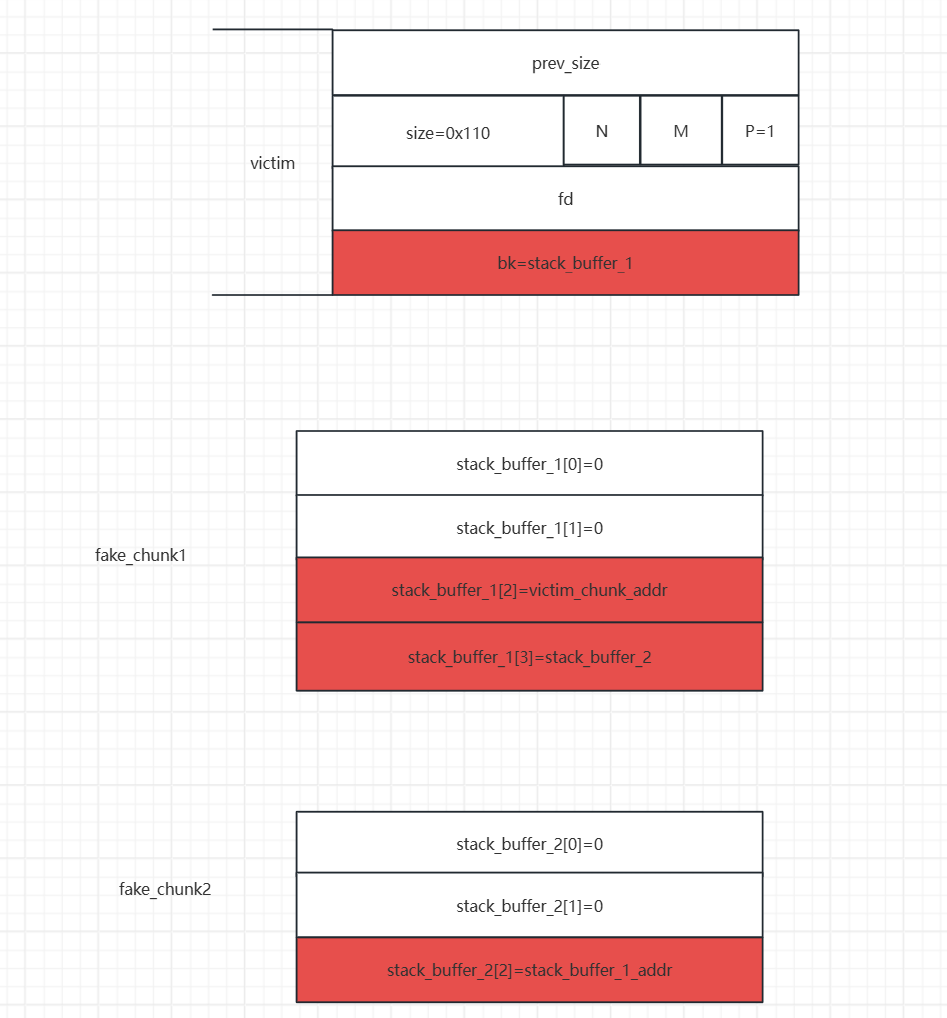 prev_size
size=0x110
N
M
P=1
victim
fd
bk=stack_buffer_1
stack_buffer_1[0]=0
stack_buffer_1[1]=0
fake_chunk1
stack_buffer_1[2]=victim_chunk_addr
stack_buffer_1[3]=stack_buffer_2
stack_buffer_2[0]=0
fake_chunk2
stack_buffer_2[1]=0
stack_buffer_2[2]=stack_buffer_1_addr